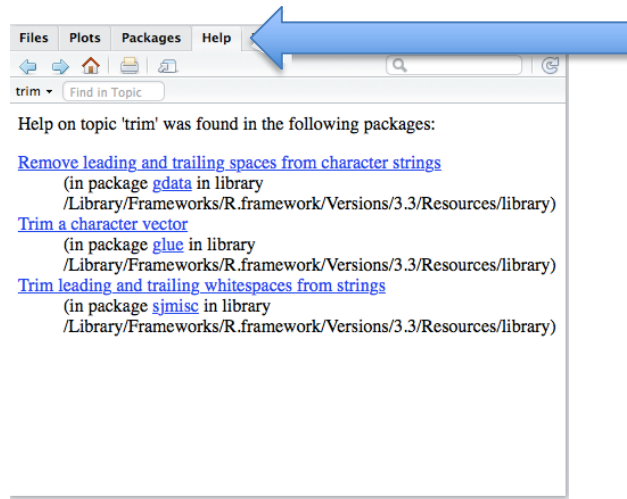 Files Plots Packages Help
trim Find in Topic
Help on topic 'trim' was found in the following packages:
Remove leading and trailing spaces from character strings
(in package gdata in library
/Library/Frameworks/R.framework/Versions/3.3/Resources/library)
Trim a character vector
(in package glue in library
/Library/Frameworks/R.framework/Versions/3.3/Resources/library)
Trim leading and trailing whitespaces from strings
(in package sjmisc in library
/Library/Frameworks/R.framework/Versions/3.3/Resources/library)